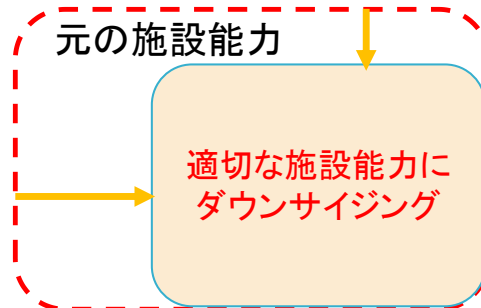 元の施設能力
適切な施設能力に
ダウンサイジング